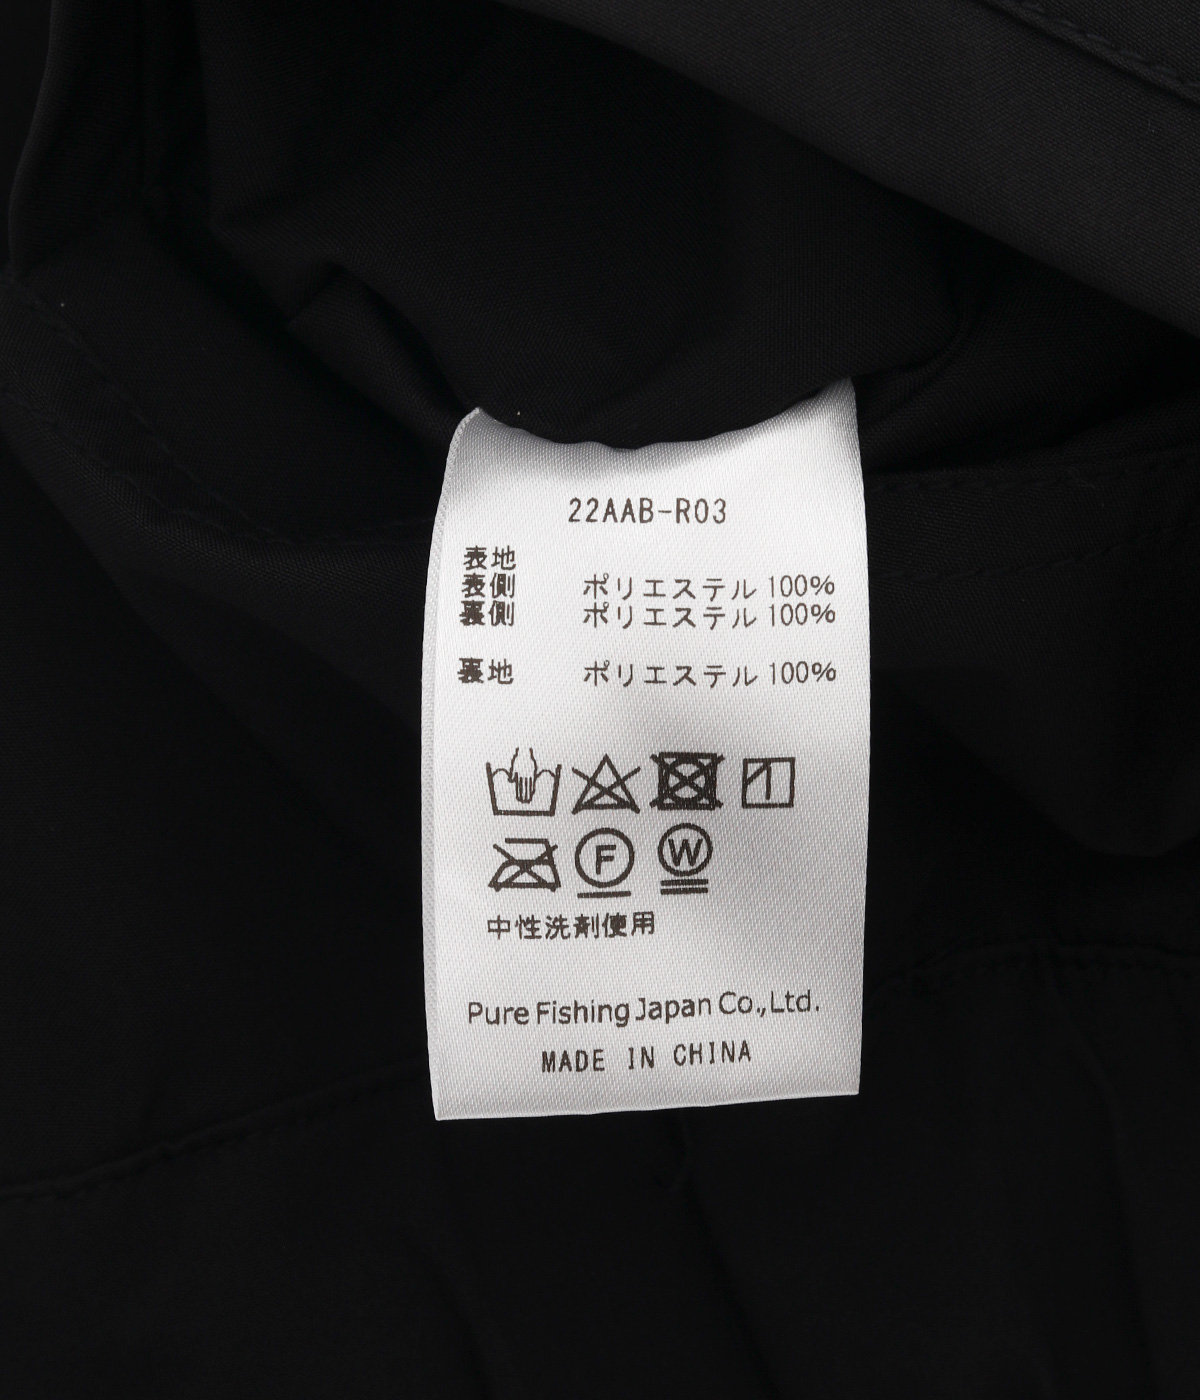 22AAB-R03
表地
表側 ポリエステル 100%
裏側 ポリエステル 100%
裏地 ポリエステル 100%
F W
中性洗剤使用
Pure Fishing Japan Co.,Ltd.
MADE IN CHINA